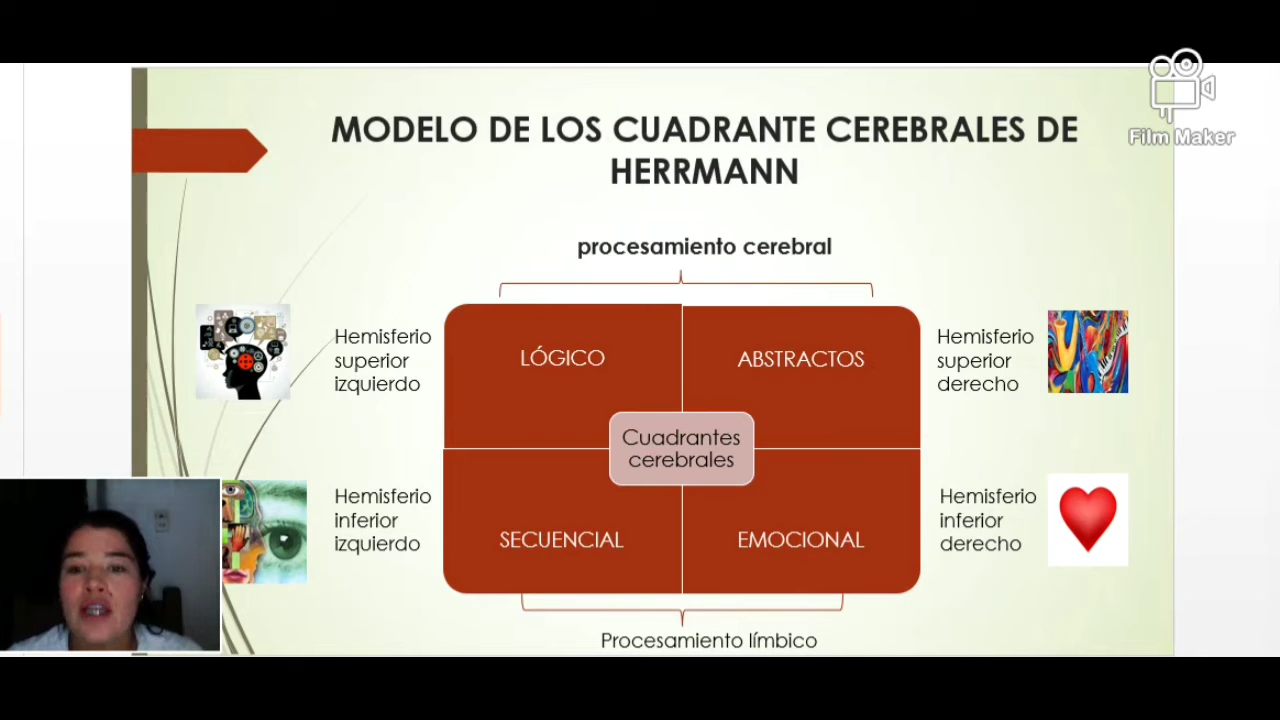 Film Maker
MODELO DE LOS CUADRANTE CEREBRALES DE
HERRMANN
procesamiento cerebral
Hemisferio
superior
izquierdo
LÓGICO
ABSTRACTOS
Hemisferio
superior
derecho
Cuadrantes
cerebrales
Hemisferio
inferior
izquierdo
SECUENCIAL
EMOCIONAL
Hemisferio
inferior
derecho
Procesamiento límbico